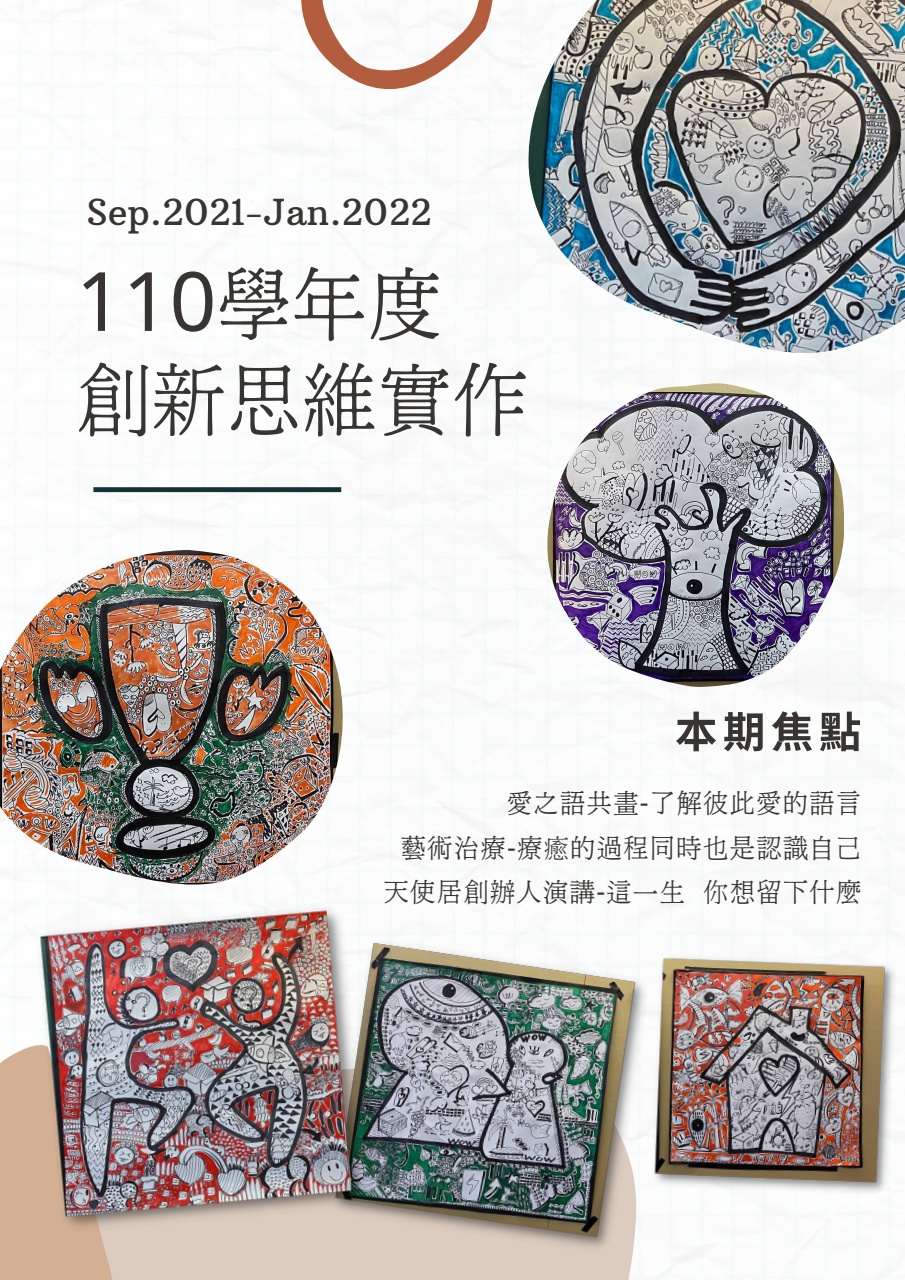 Sep.2021-Jan.2022
110學年度
創新思維實作
本期焦點
愛之語共畫-了解彼此愛的語言
藝術治療-療癒的過程同時也是認識自己
天使居創辦人演講-這一生 你想留下什麼
WOW